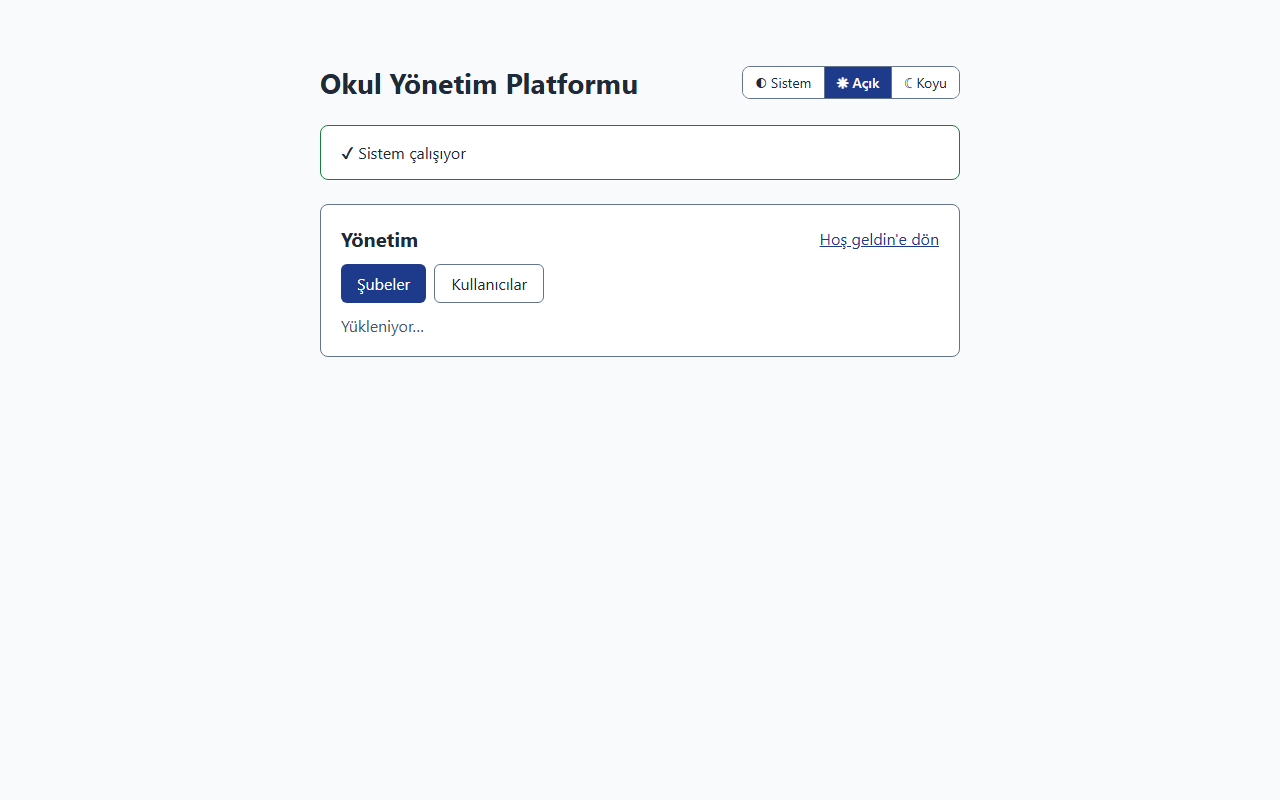 Okul Yönetim Platformu
◐ Sistem
❋ Açık
☾ Koyu
✓ Sistem çalışıyor
Yönetim
Hoş geldin'e dön
Şubeler
Kullanıcılar
Yükleniyor...